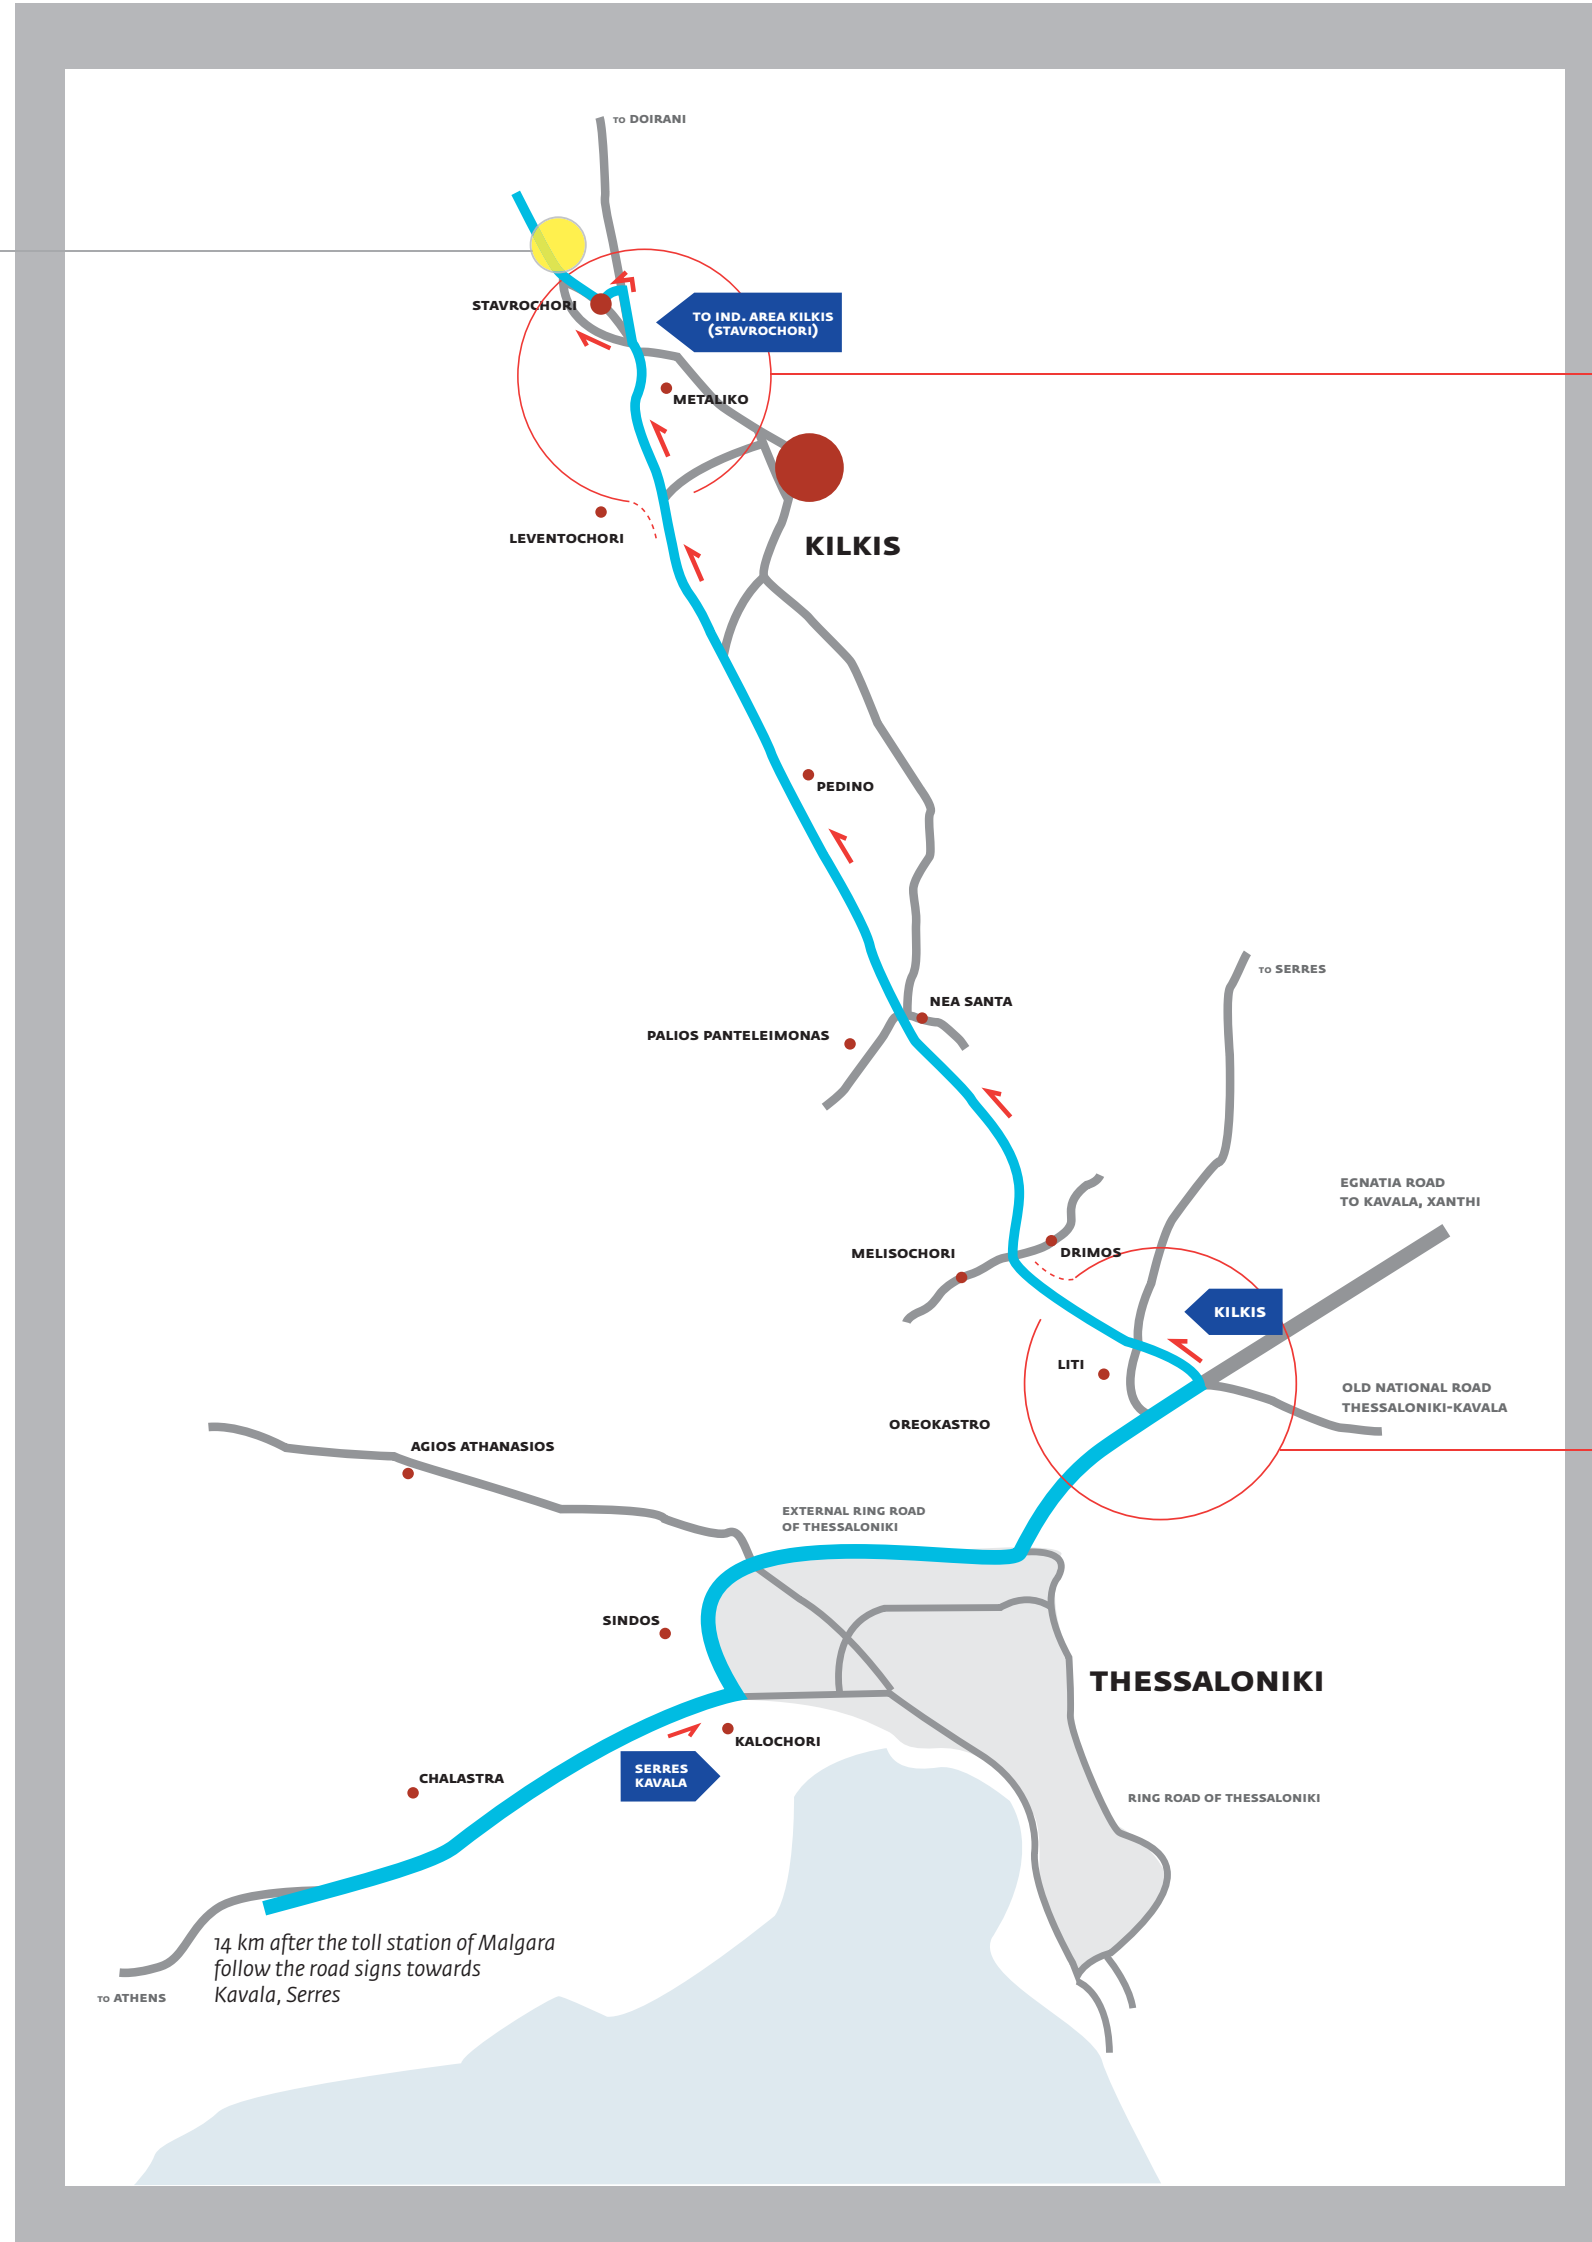 TO DOIRANI
STAVROCHORI
TO IND. AREA KILKIS
(STAVROCHORI)
METALIKO
LEVENTOCHORI
KILKIS
PEDINO
TO SERRES
NEA SANTA
PALIOS PANTELEIMONAS
EGNATIA ROAD
TO KAVALA, XANTHI
MELISOCHORI
DRIMOS
KILKIS
LITI
OLD NATIONAL ROAD
THESSALONIKI-KAVALA
OREOKASTRO
AGIOS ATHANASIOS
EXTERNAL RING ROAD
OF THESSALONIKI
SINDOS
THESSALONIKI
KALOCHORI
SERRES
KAVALA
CHALASTRA
RING ROAD OF THESSALONIKI
14 km after the toll station of Malgara
follow the road signs towards
Kavala, Serres
TO ATHENS